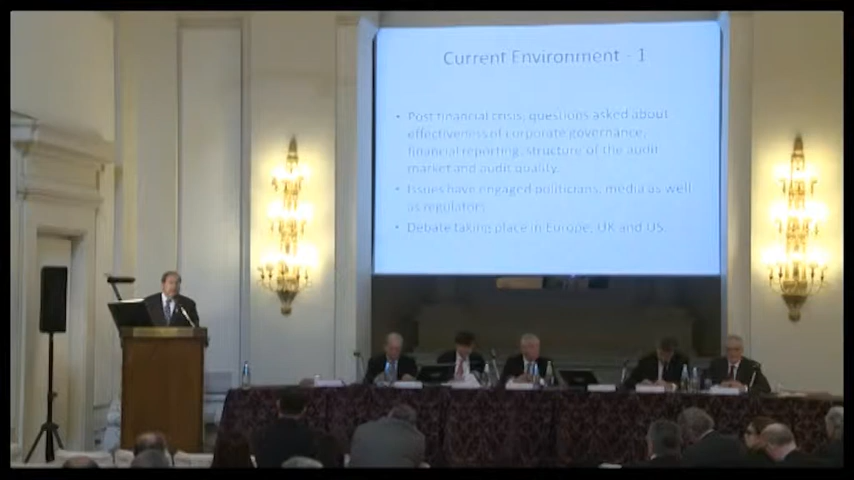 Current Environment - 1
• Post financial crisis, questions asked about
effectiveness of corporate governance,
financial reporting, structure of the audit
market and audit quality.
• Issues have engaged politicians, media as well
as regulators
• Debate taking place in Europe, UK and US.